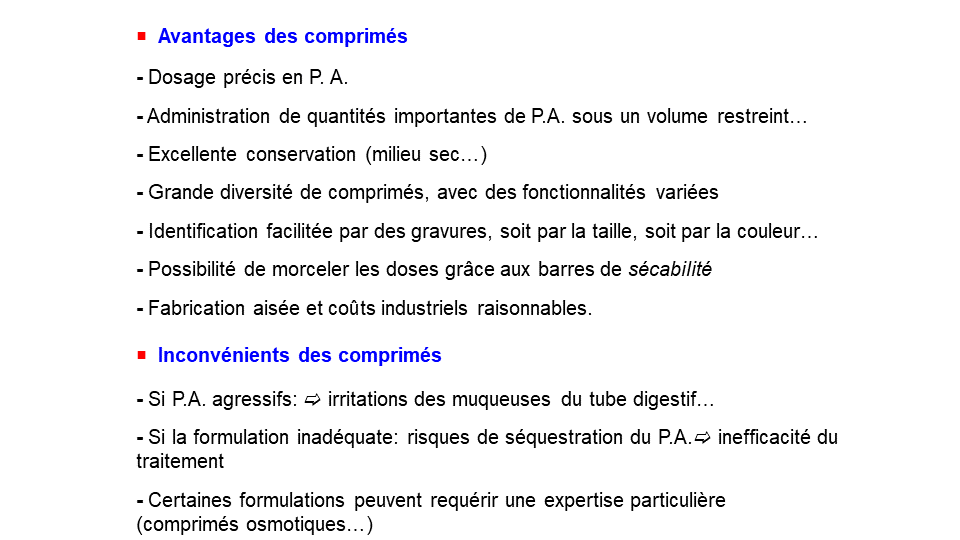 ▪ Avantages des comprimés
- Dosage précis en P. A.
- Administration de quantités importantes de P.A. sous un volume restreint…
- Excellente conservation (milieu sec…)
- Grande diversité de comprimés, avec des fonctionnalités variées
- Identification facilitée par des gravures, soit par la taille, soit par la couleur…
- Possibilité de morceler les doses grâce aux barres de sécabilité
- Fabrication aisée et coûts industriels raisonnables.
▪ Inconvénients des comprimés
- Si P.A. agressifs: ➯ irritations des muqueuses du tube digestif…
- Si la formulation inadéquate: risques de séquestration du P.A.➯ inefficacité du
traitement
- Certaines formulations peuvent requérir une expertise particulière
(comprimés osmotiques…)